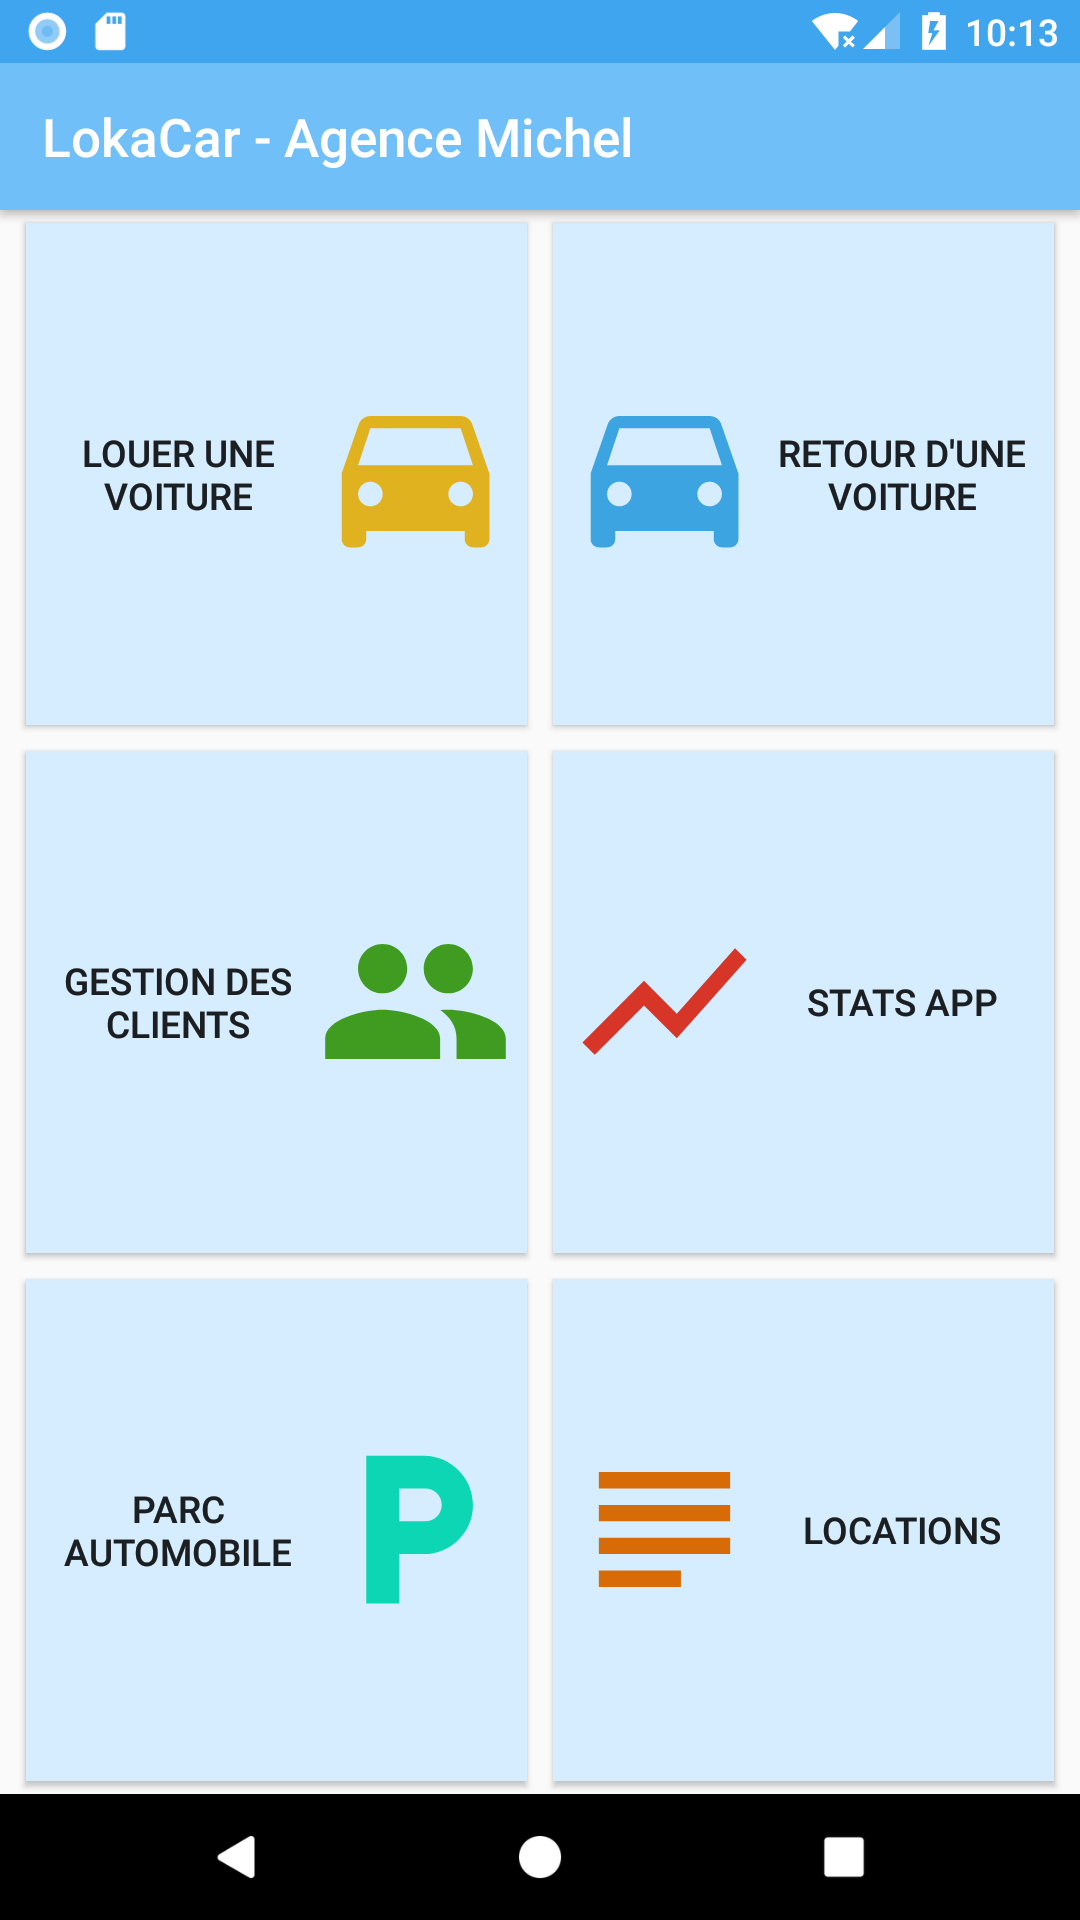 10:13
LokaCar - Agence Michel
LOUER UNE
VOITURE
RETOUR D'UNE
VOITURE
GESTION DES
CLIENTS
STATS APP
PARC
AUTOMOBILE
P
LOCATIONS